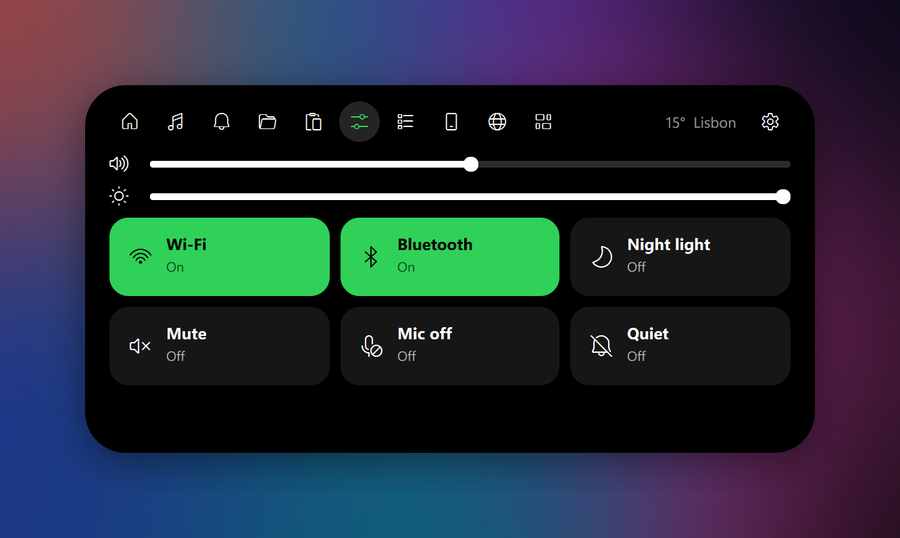 15° Lisbon
Wi-Fi
On
Bluetooth
On
Night light
Off
Mute
Off
Mic off
Off
Quiet
Off